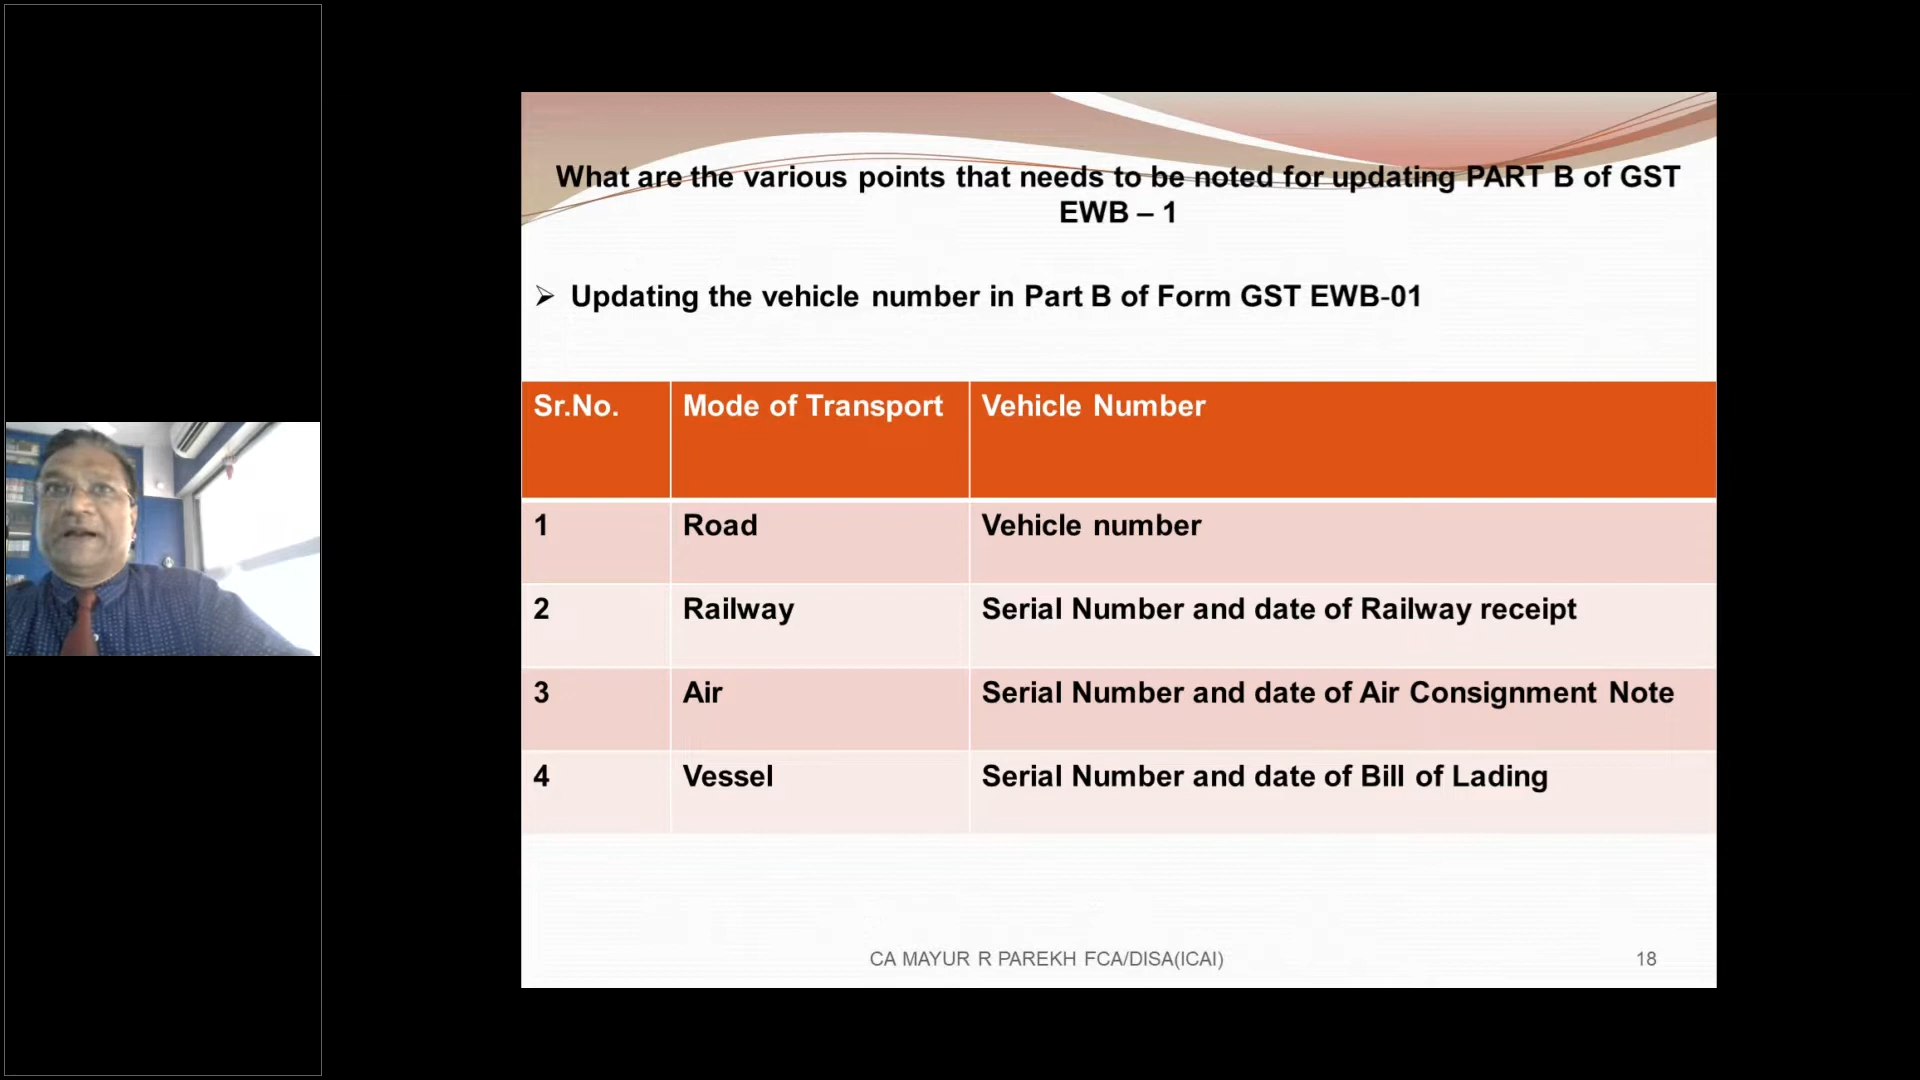 What are the various points that needs to be noted for updating PART B of GST
EWB – 1
➢ Updating the vehicle number in Part B of Form GST EWB-01
Sr.No. Mode of Transport Vehicle Number
1 Road Vehicle number
2 Railway Serial Number and date of Railway receipt
3 Air Serial Number and date of Air Consignment Note
4 Vessel Serial Number and date of Bill of Lading
CA MAYUR R PAREKH FCA/DISA(ICAI) 18